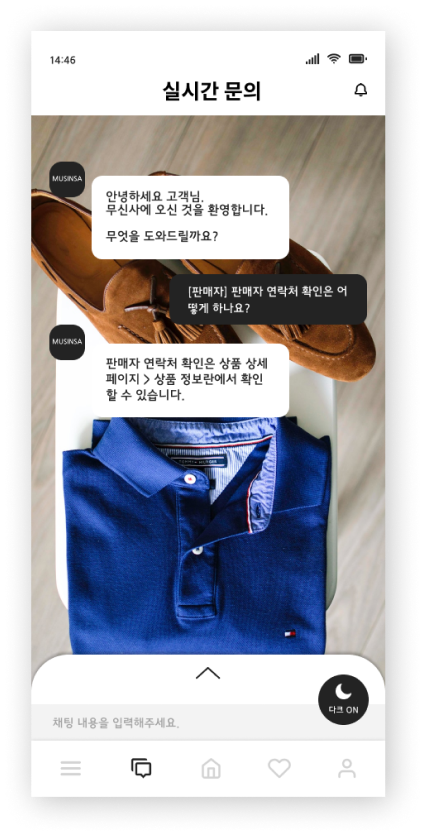 14:46
실시간 문의
MUSINSA
안녕하세요 고객님.
무신사에 오신 것을 환영합니다.
무엇을 도와드릴까요?
[판매자] 판매자 연락처 확인은 어
떻게 하나요?
MUSINSA
판매자 연락처 확인은 상품 상세
페이지 > 상품 정보란에서 확인
할 수 있습니다.
TOMMY HILFIGER
다크 ON
채팅 내용을 입력해주세요.